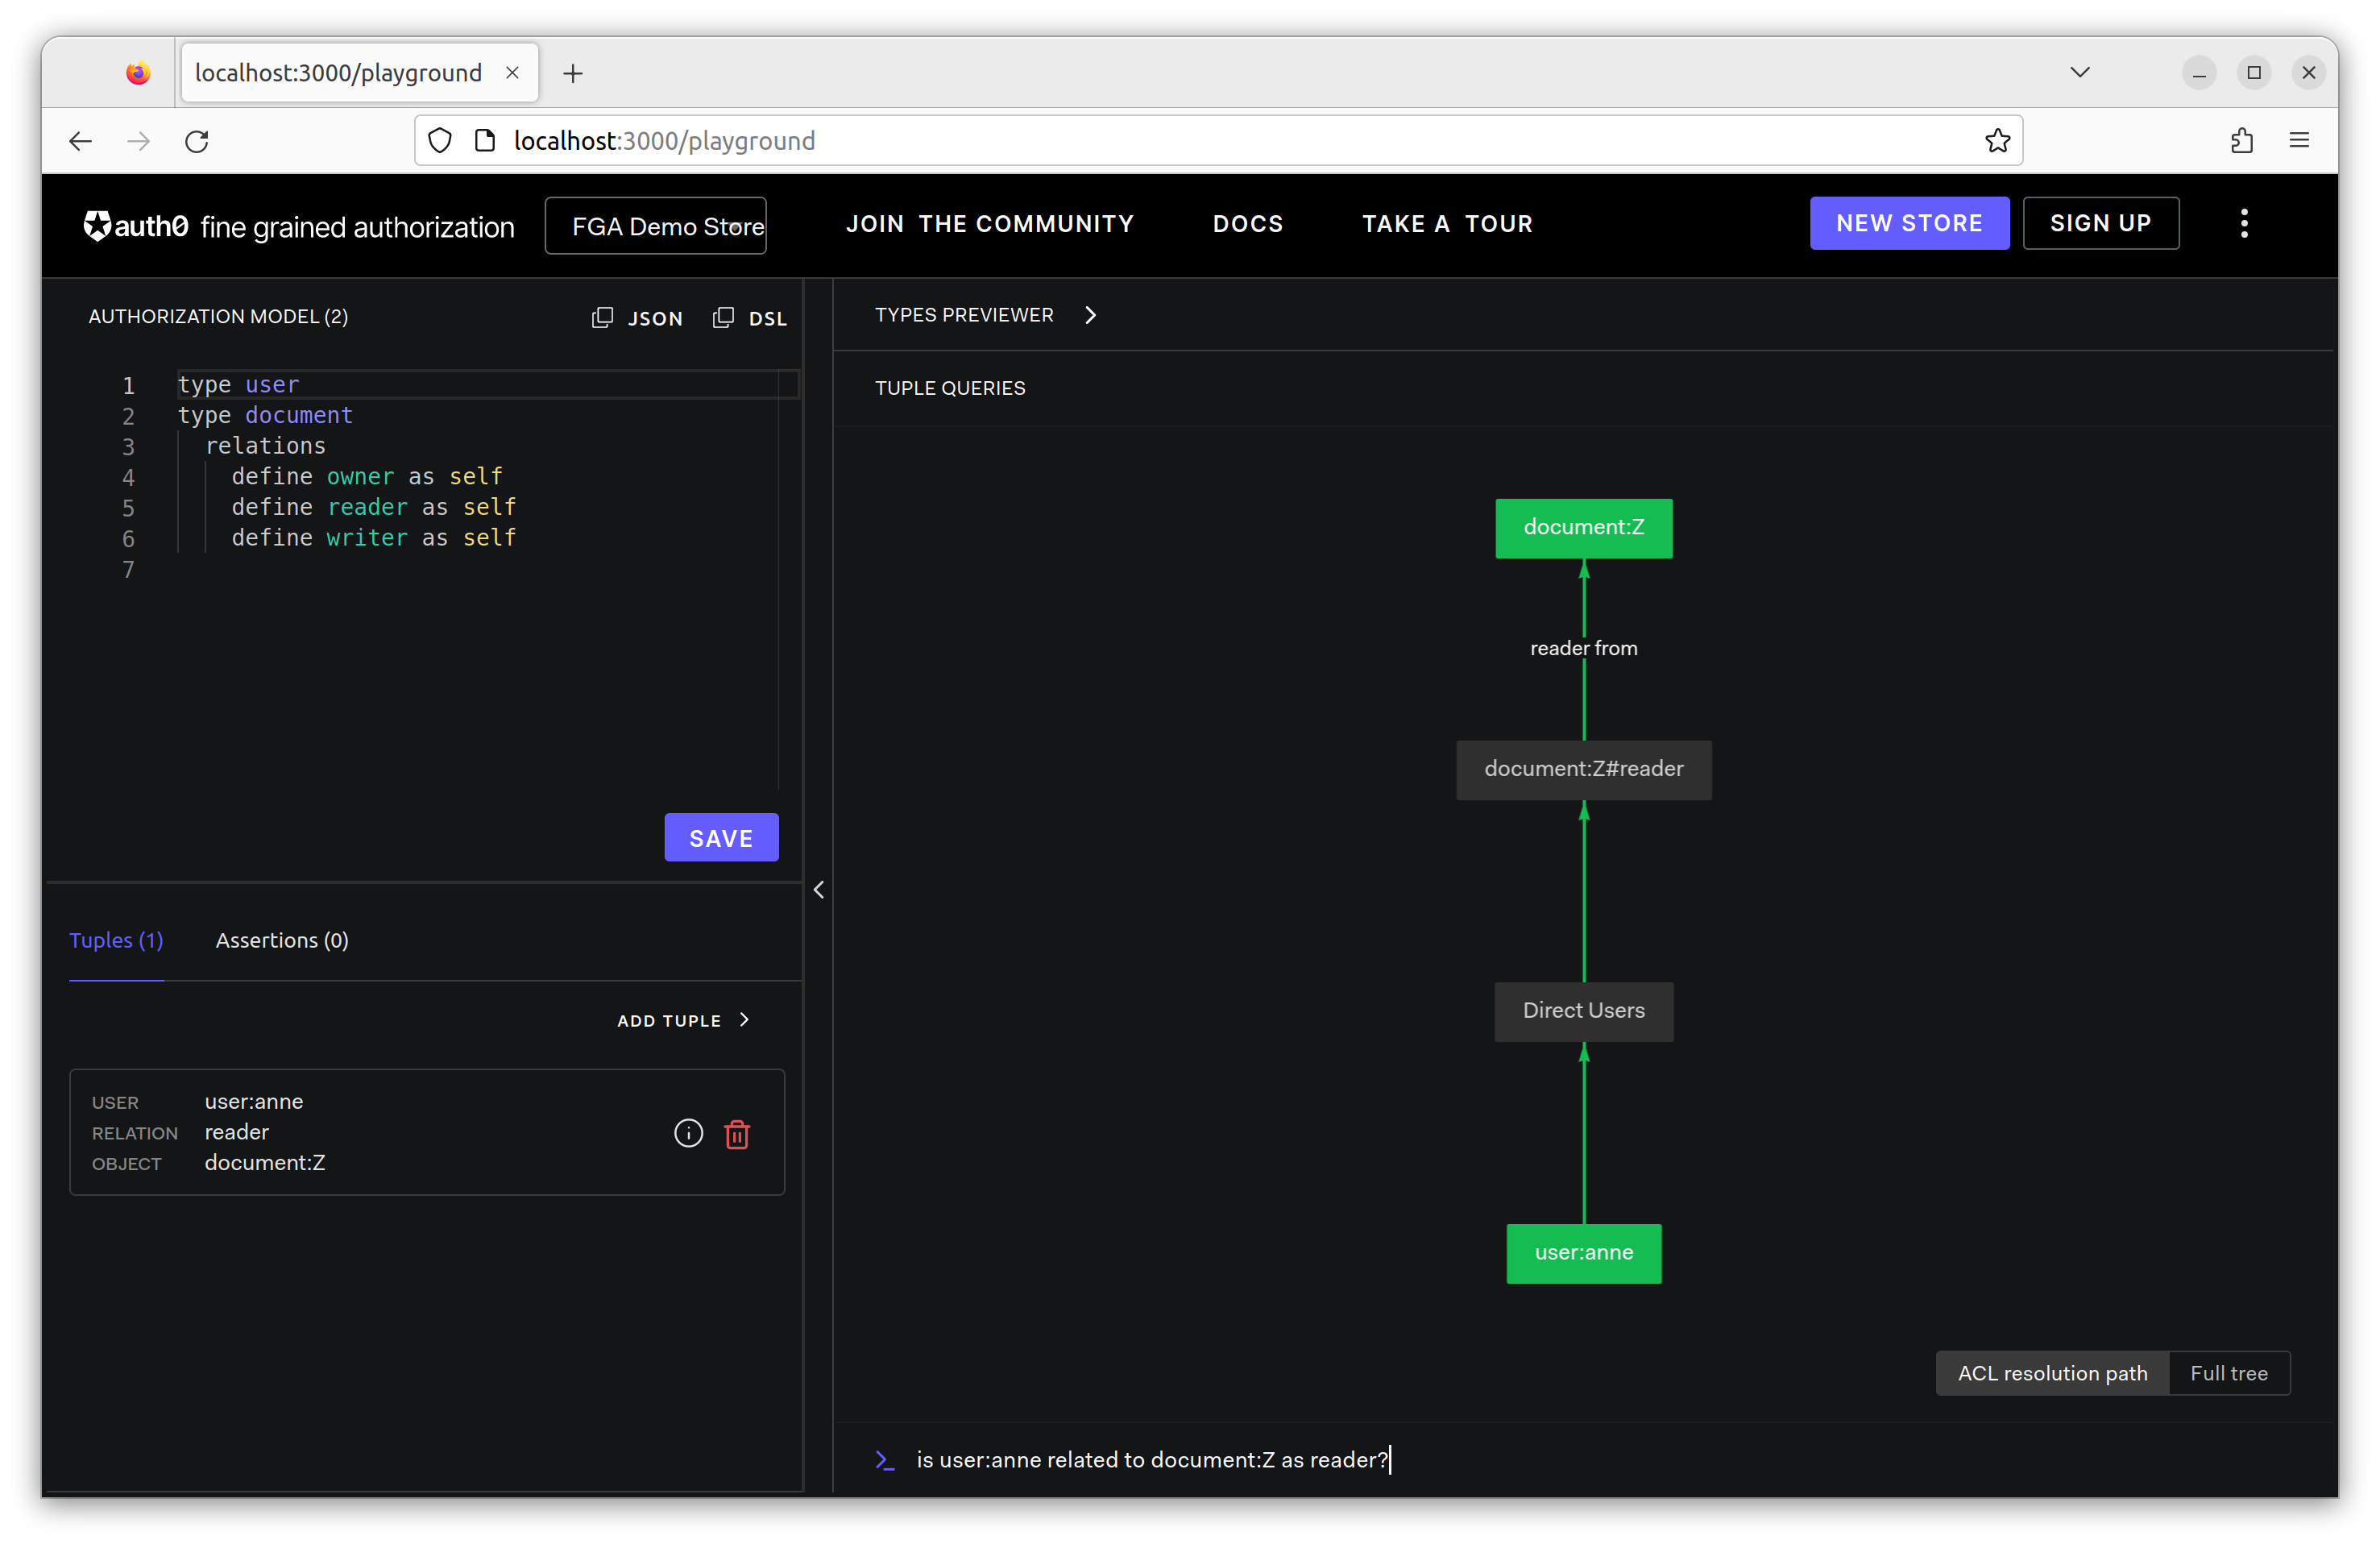 localhost:3000/playground
localhost:3000/playground
auth0 fine grained authorization
FGA Demo Store
JOIN THE COMMUNITY
DOCS
TAKE A TOUR
NEW STORE
SIGN UP
AUTHORIZATION MODEL (2)
JSON
DSL
1 type user
2 type document
3 relations
4 define owner as self
5 define reader as self
6 define writer as self
7
SAVE
Tuples (1)
Assertions (0)
ADD TUPLE
USER user:anne
RELATION reader
OBJECT document:Z
TYPES PREVIEWER
TUPLE QUERIES
document:Z
reader from
document:Z#reader
Direct Users
user:anne
ACL resolution path
Full tree
is user:anne related to document:Z as reader?